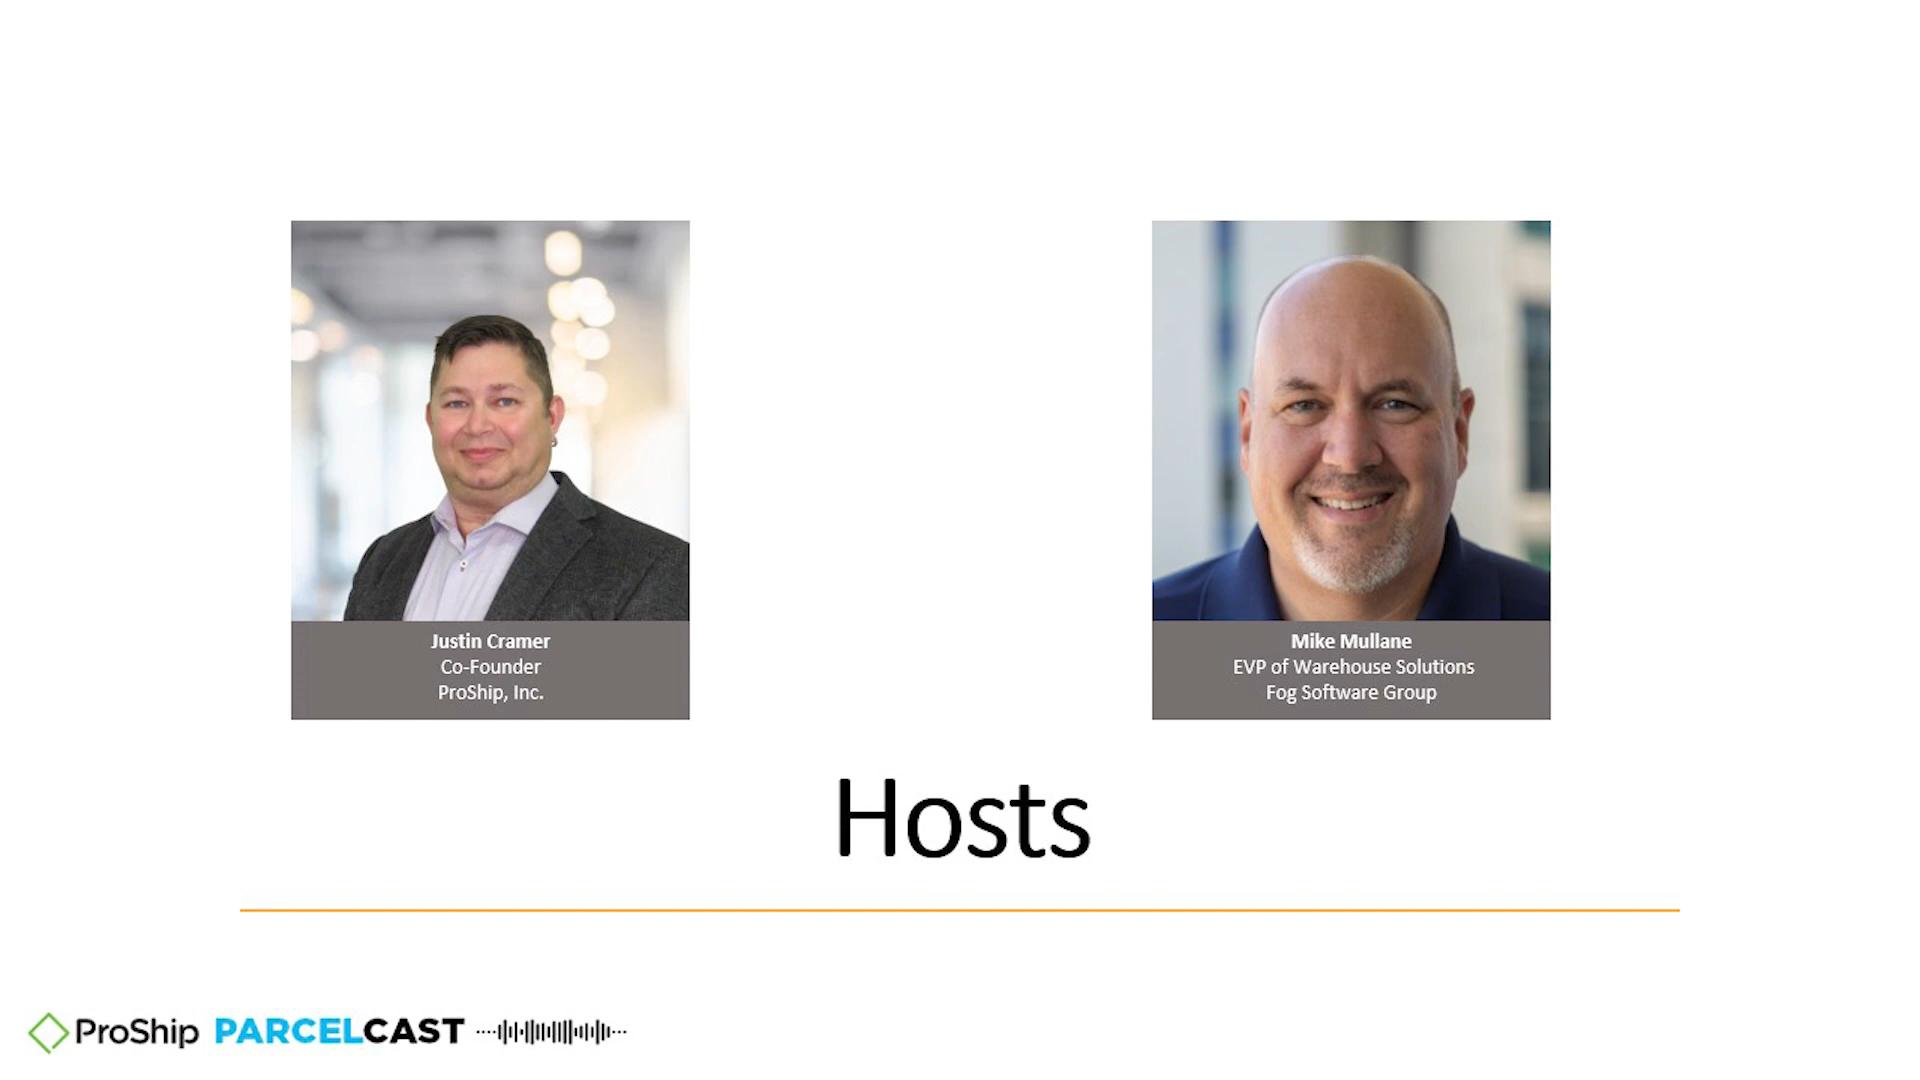 Justin Cramer
Co-Founder
ProShip, Inc.
Mike Mullane
EVP of Warehouse Solutions
Fog Software Group
Hosts
ProShip PARCELCAST